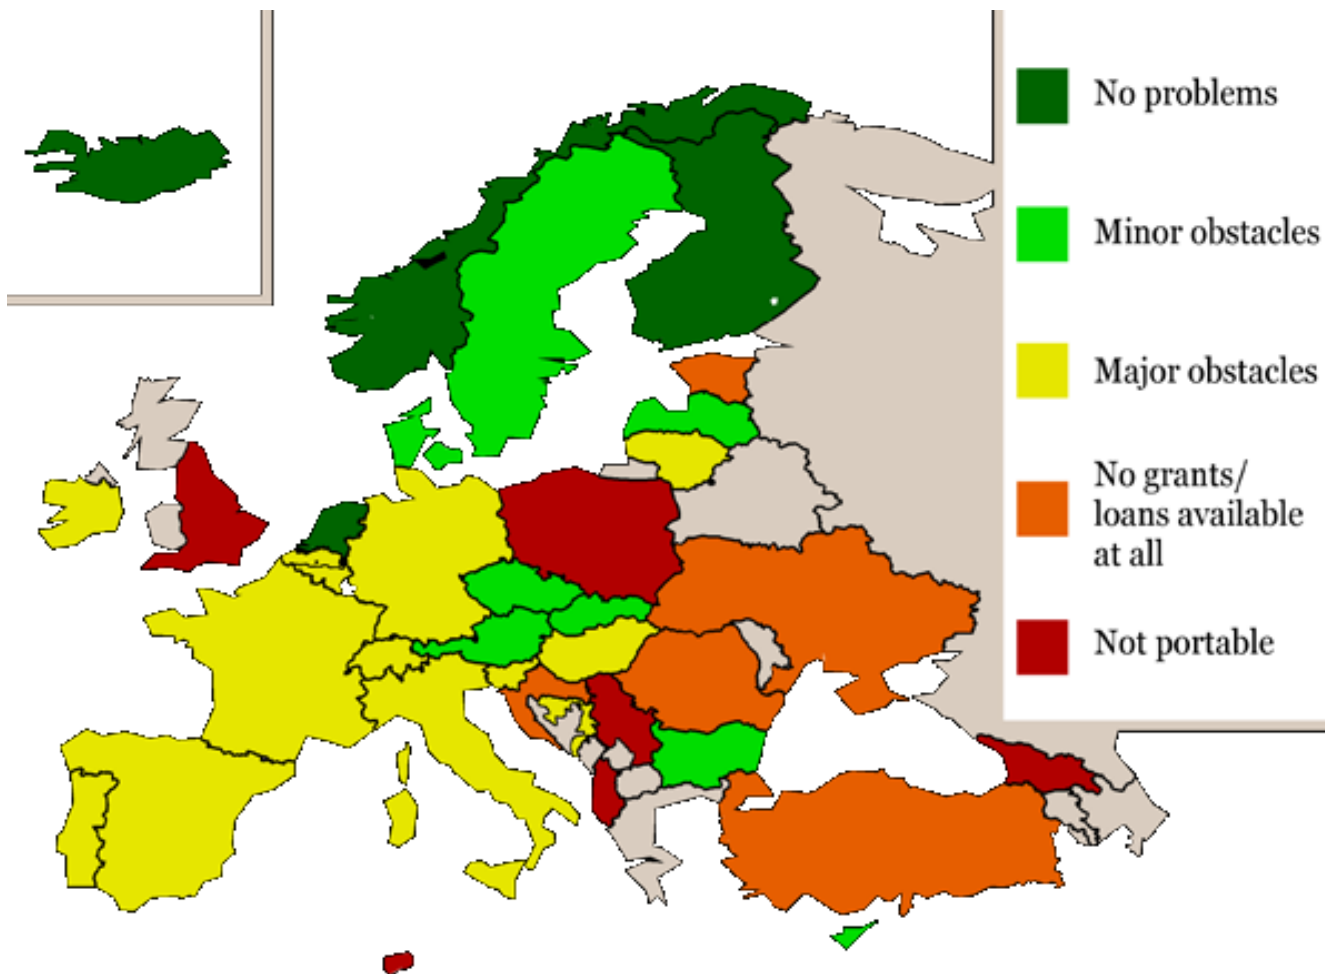 No problems
Minor obstacles
Major obstacles
No grants/
loans available
at all
Not portable